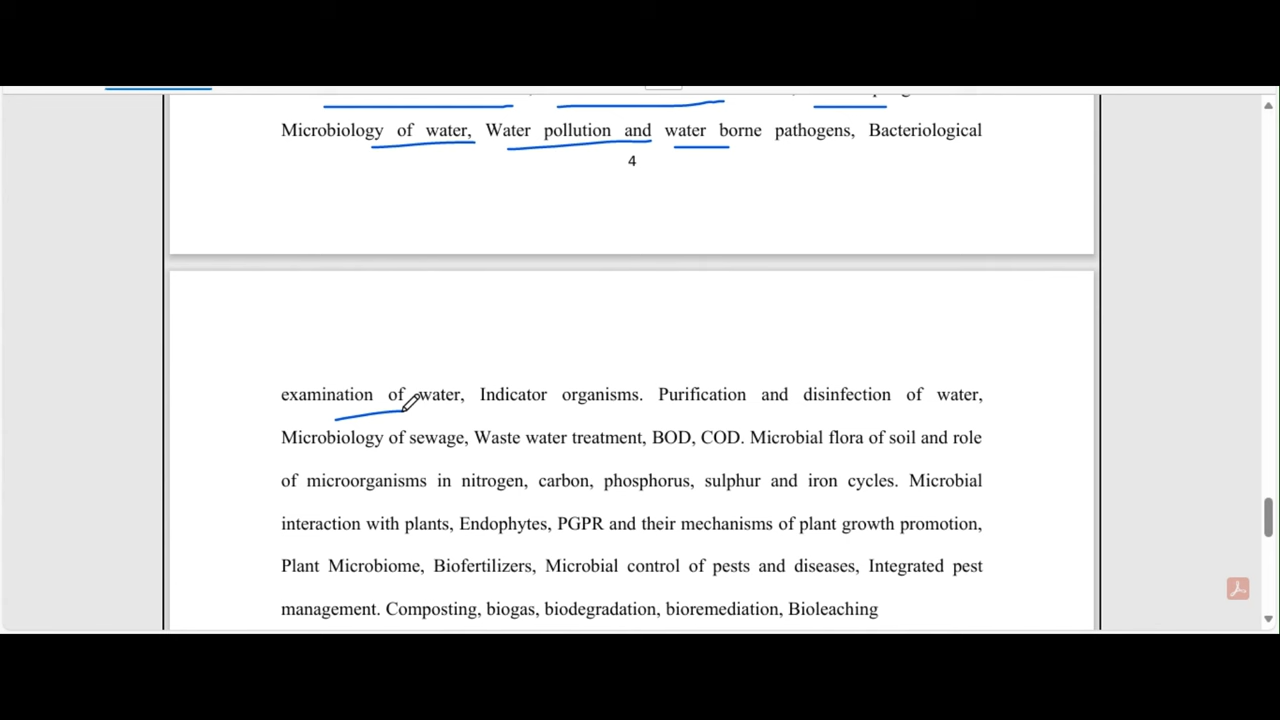 Microbiology of water, Water pollution and water borne pathogens, Bacteriological
4
examination of water, Indicator organisms. Purification and disinfection of water,
Microbiology of sewage, Waste water treatment, BOD, COD. Microbial flora of soil and role
of microorganisms in nitrogen, carbon, phosphorus, sulphur and iron cycles. Microbial
interaction with plants, Endophytes, PGPR and their mechanisms of plant growth promotion,
Plant Microbiome, Biofertilizers, Microbial control of pests and diseases, Integrated pest
management. Composting, biogas, biodegradation, bioremediation, Bioleaching